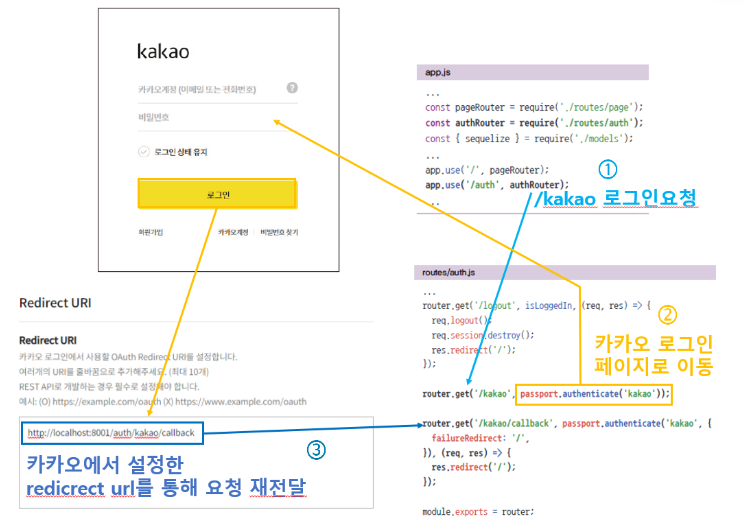 kakao
카카오계정 (이메일 또는 전화번호)
?
비밀번호
로그인 상태 유지
로그인
회원가입
카카오계정
비밀번호 찾기
app.js
...
const pageRouter = require('./routes/page');
const authRouter = require('./routes/auth');
const { sequelize } = require('./models');
...
app.use('/', pageRouter);
app.use('/auth', authRouter);
...
①
/kakao 로그인요청
routes/auth.js
...
router.get('/logout', isLoggedIn, (req, res) => {
req.logout();
req.session.destroy();
res.redirect('/');
});
②
카카오 로그인
페이지로 이동
router.get('/kakao', passport.authenticate('kakao'));
router.get('/kakao/callback', passport.authenticate('kakao', {
failureRedirect: '/',
}), (req, res) => {
res.redirect('/');
});
module.exports = router;
Redirect URI
Redirect URI
카카오 로그인에서 사용할 OAuth Redirect URI를 설정합니다.
여러개의 URI를 줄바꿈으로 추가해주세요. (최대 10개)
REST API로 개발하는 경우 필수로 설정해야 합니다.
예시: (O) https://example.com/oauth (X) https://www.example.com/oauth
http://localhost:8001/auth/kakao/callback
③
카카오에서 설정한
redicrect url를 통해 요청 재전달